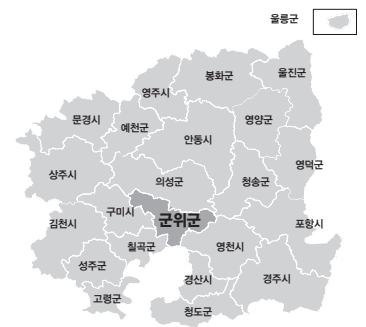 울릉군
봉화군
울진군
영주시
문경시
예천군
영양군
안동시
영덕군
상주시
의성군
청송군
구미시
군위군
김천시
포항시
칠곡군
영천시
성주군
경산시
경주시
고령군
청도군